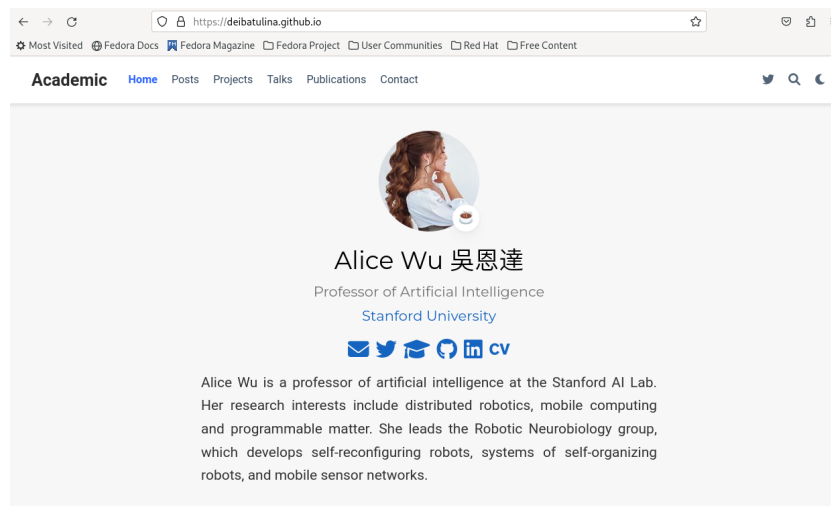 https://deibatulina.github.io
Most Visited Fedora Docs Fedora Magazine Fedora Project User Communities Red Hat Free Content
Academic Home Posts Projects Talks Publications Contact
Alice Wu 吳恩達
Professor of Artificial Intelligence
Stanford University
CV
Alice Wu is a professor of artificial intelligence at the Stanford AI Lab.
Her research interests include distributed robotics, mobile computing
and programmable matter. She leads the Robotic Neurobiology group,
which develops self-reconfiguring robots, systems of self-organizing
robots, and mobile sensor networks.